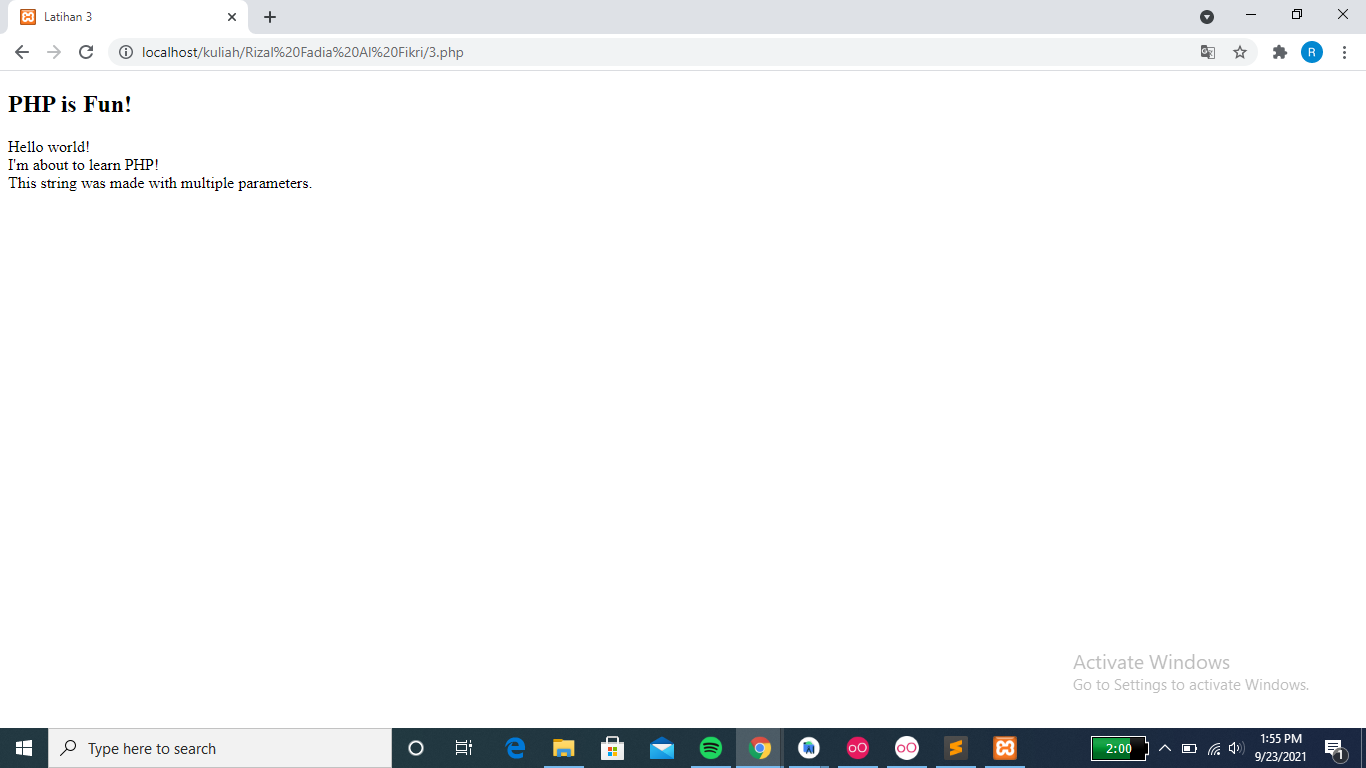 Latihan 3
localhost/kuliah/Rizal%20Fadia%20Al%20Fikri/3.php
R
PHP is Fun!
Hello world!
I'm about to learn PHP!
This string was made with multiple parameters.
Activate Windows
Go to Settings to activate Windows.
Type here to search
2:00
1:55 PM
9/23/2021
1